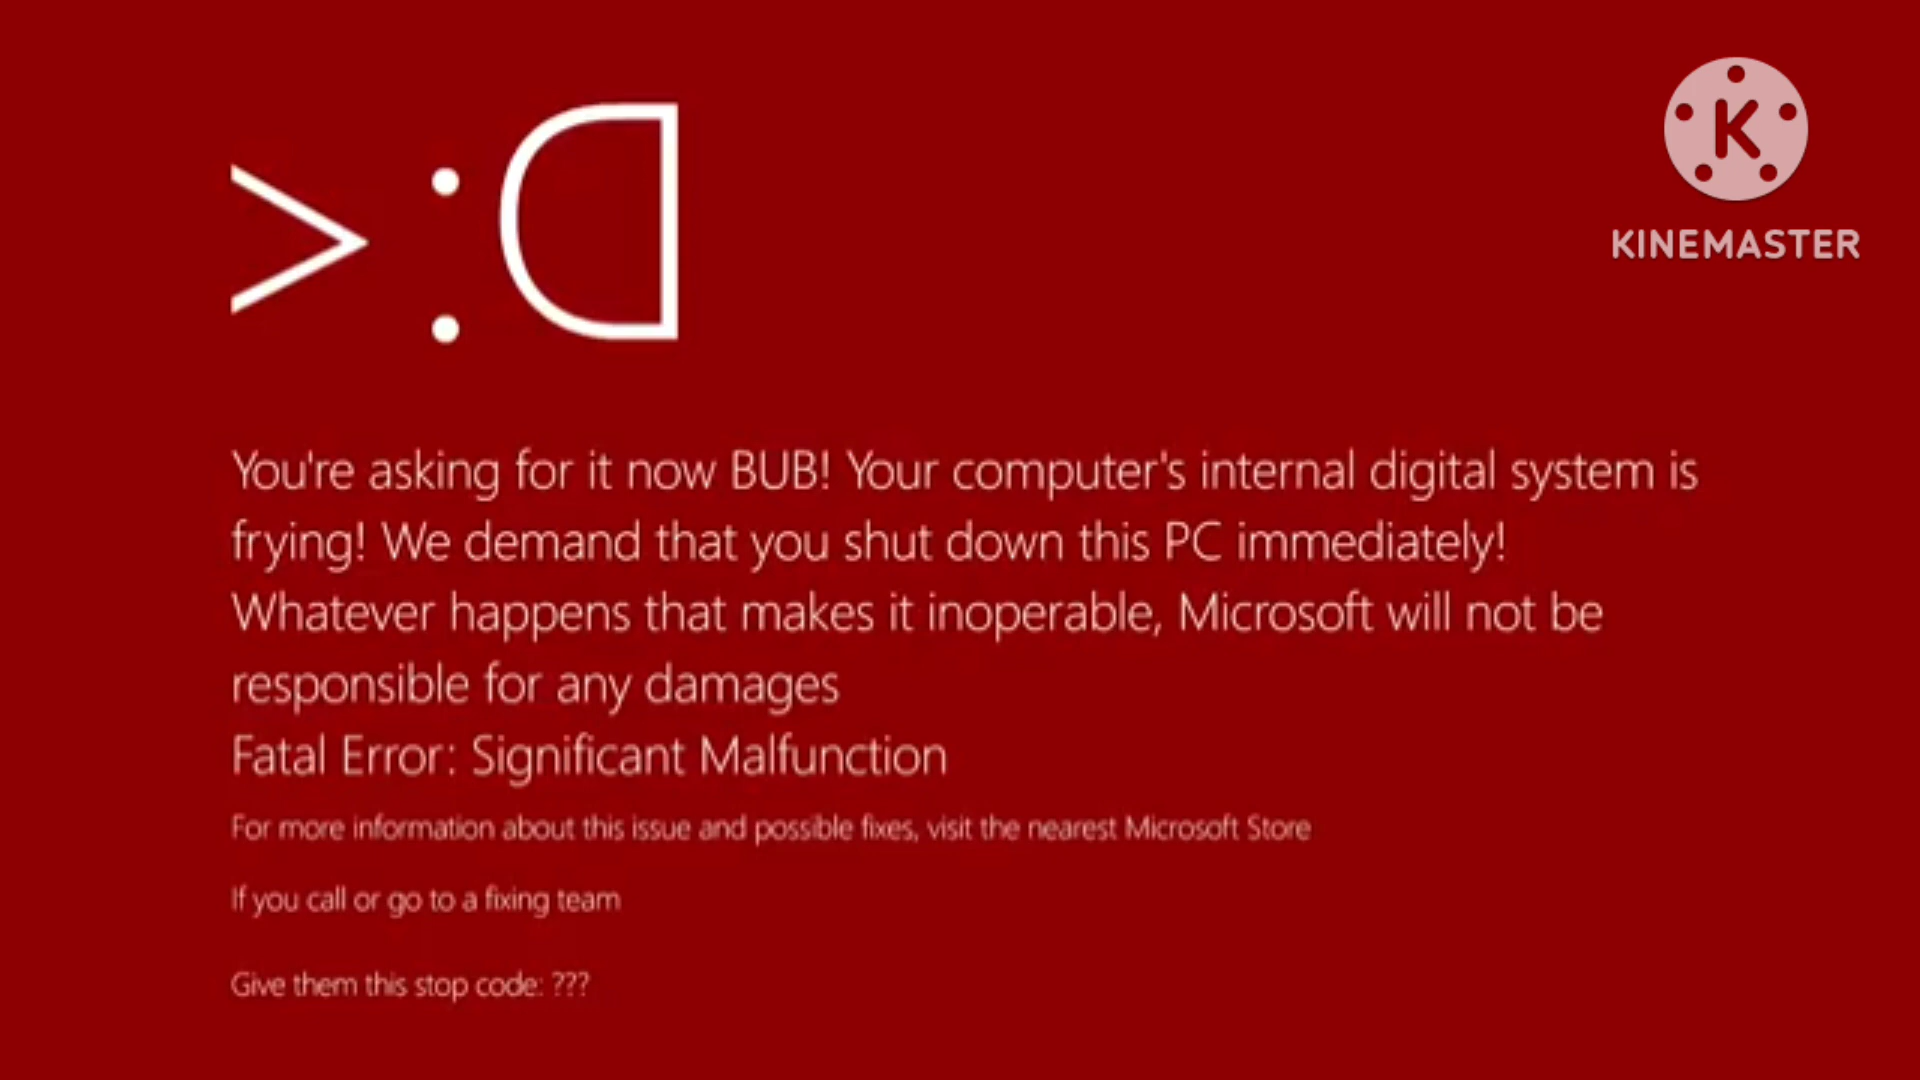 >:D
K
KINEMASTER
You're asking for it now BUB! Your computer's internal digital system is
frying! We demand that you shut down this PC immediately!
Whatever happens that makes it inoperable, Microsoft will not be
responsible for any damages
Fatal Error: Significant Malfunction
For more information about this issue and possible fixes, visit the nearest Microsoft Store
If you call or go to a fixing team
Give them this stop code: ???